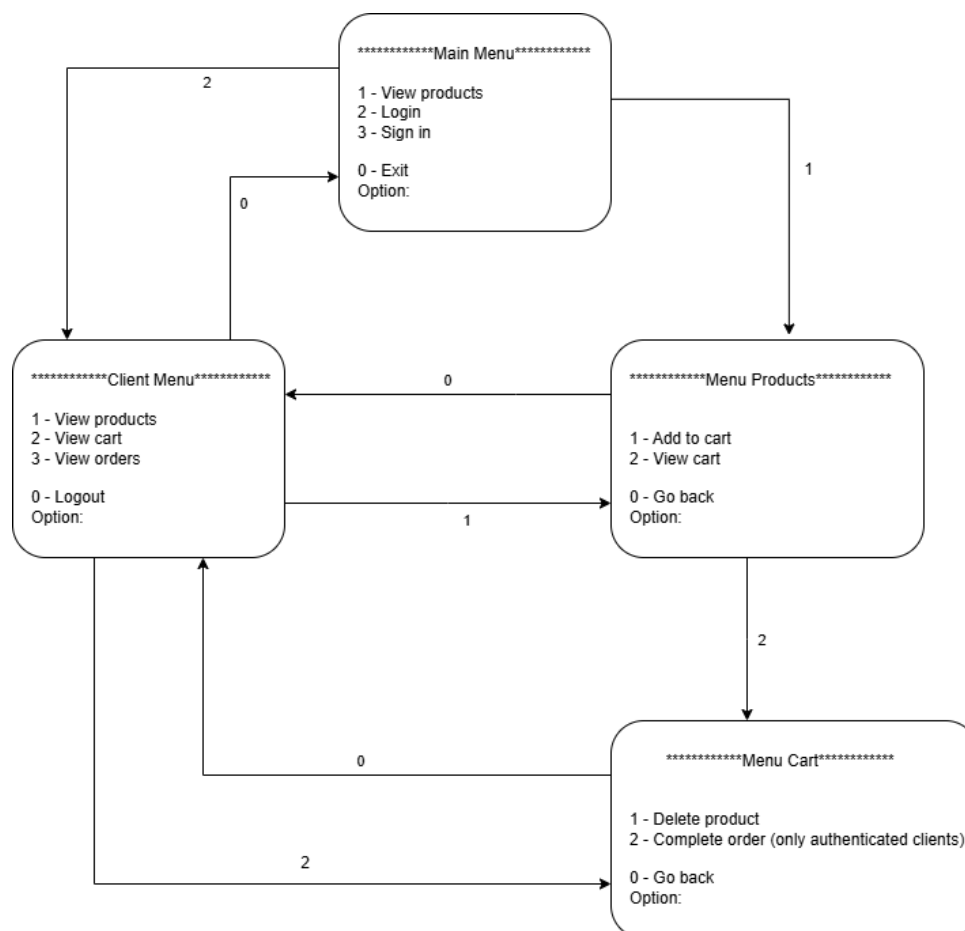 ************Main Menu************
1 - View products
2 - Login
3 - Sign in
0 - Exit
Option:
2
1
0
************Client Menu************
1 - View products
2 - View cart
3 - View orders
0 - Logout
Option:
0
1
************Menu Products************
1 - Add to cart
2 - View cart
0 - Go back
Option:
2
0
2
************Menu Cart************
1 - Delete product
2 - Complete order (only authenticated clients)
0 - Go back
Option: